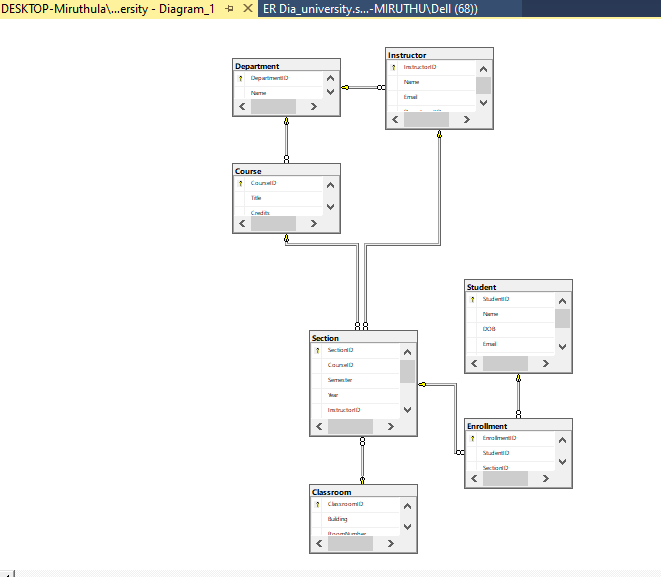 DESKTOP-Miruthula\...ersity - Diagram_1
ER Dia_university.s...-MIRUTHU\Dell (68))
Department
DepartmentID
Name
Instructor
InstructorID
Name
Email
Course
CourseID
Title
Credits
Student
StudentID
Name
DOB
Email
Section
SectionID
CourseID
Semester
Year
InstructorID
Enrollment
EnrollmentID
StudentID
SectionID
Classroom
ClassroomID
Building
RoomNumber